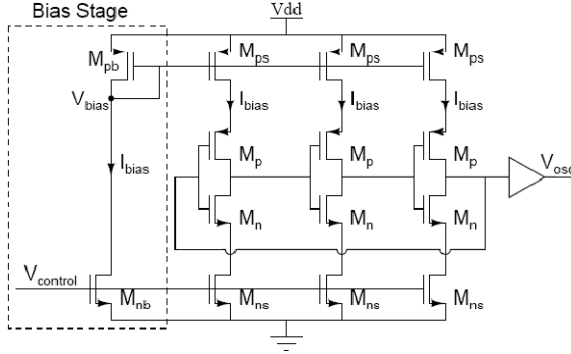 Bias Stage
Vdd
Mpb
Mps
Mps
Mps
Vbias
Ibias
Ibias
Ibias
Ibias
Mp
Mp
Mp
Vosc
Mn
Mn
Mn
Vcontrol
Mnb
Mns
Mns
Mns